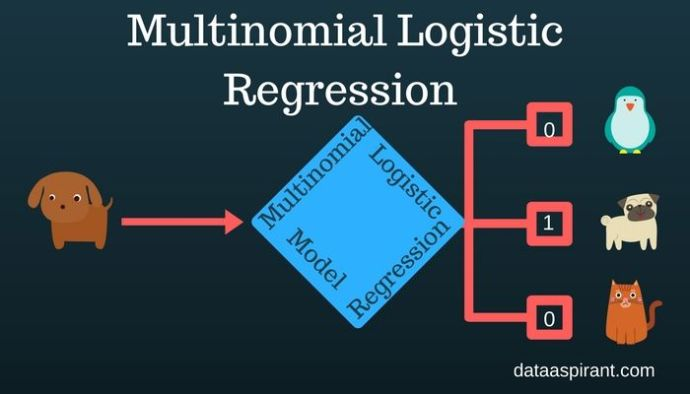 Multinomial Logistic
Regression
Multinomial
Logistic
Model
Regression
0
1
0
dataaspirant.com